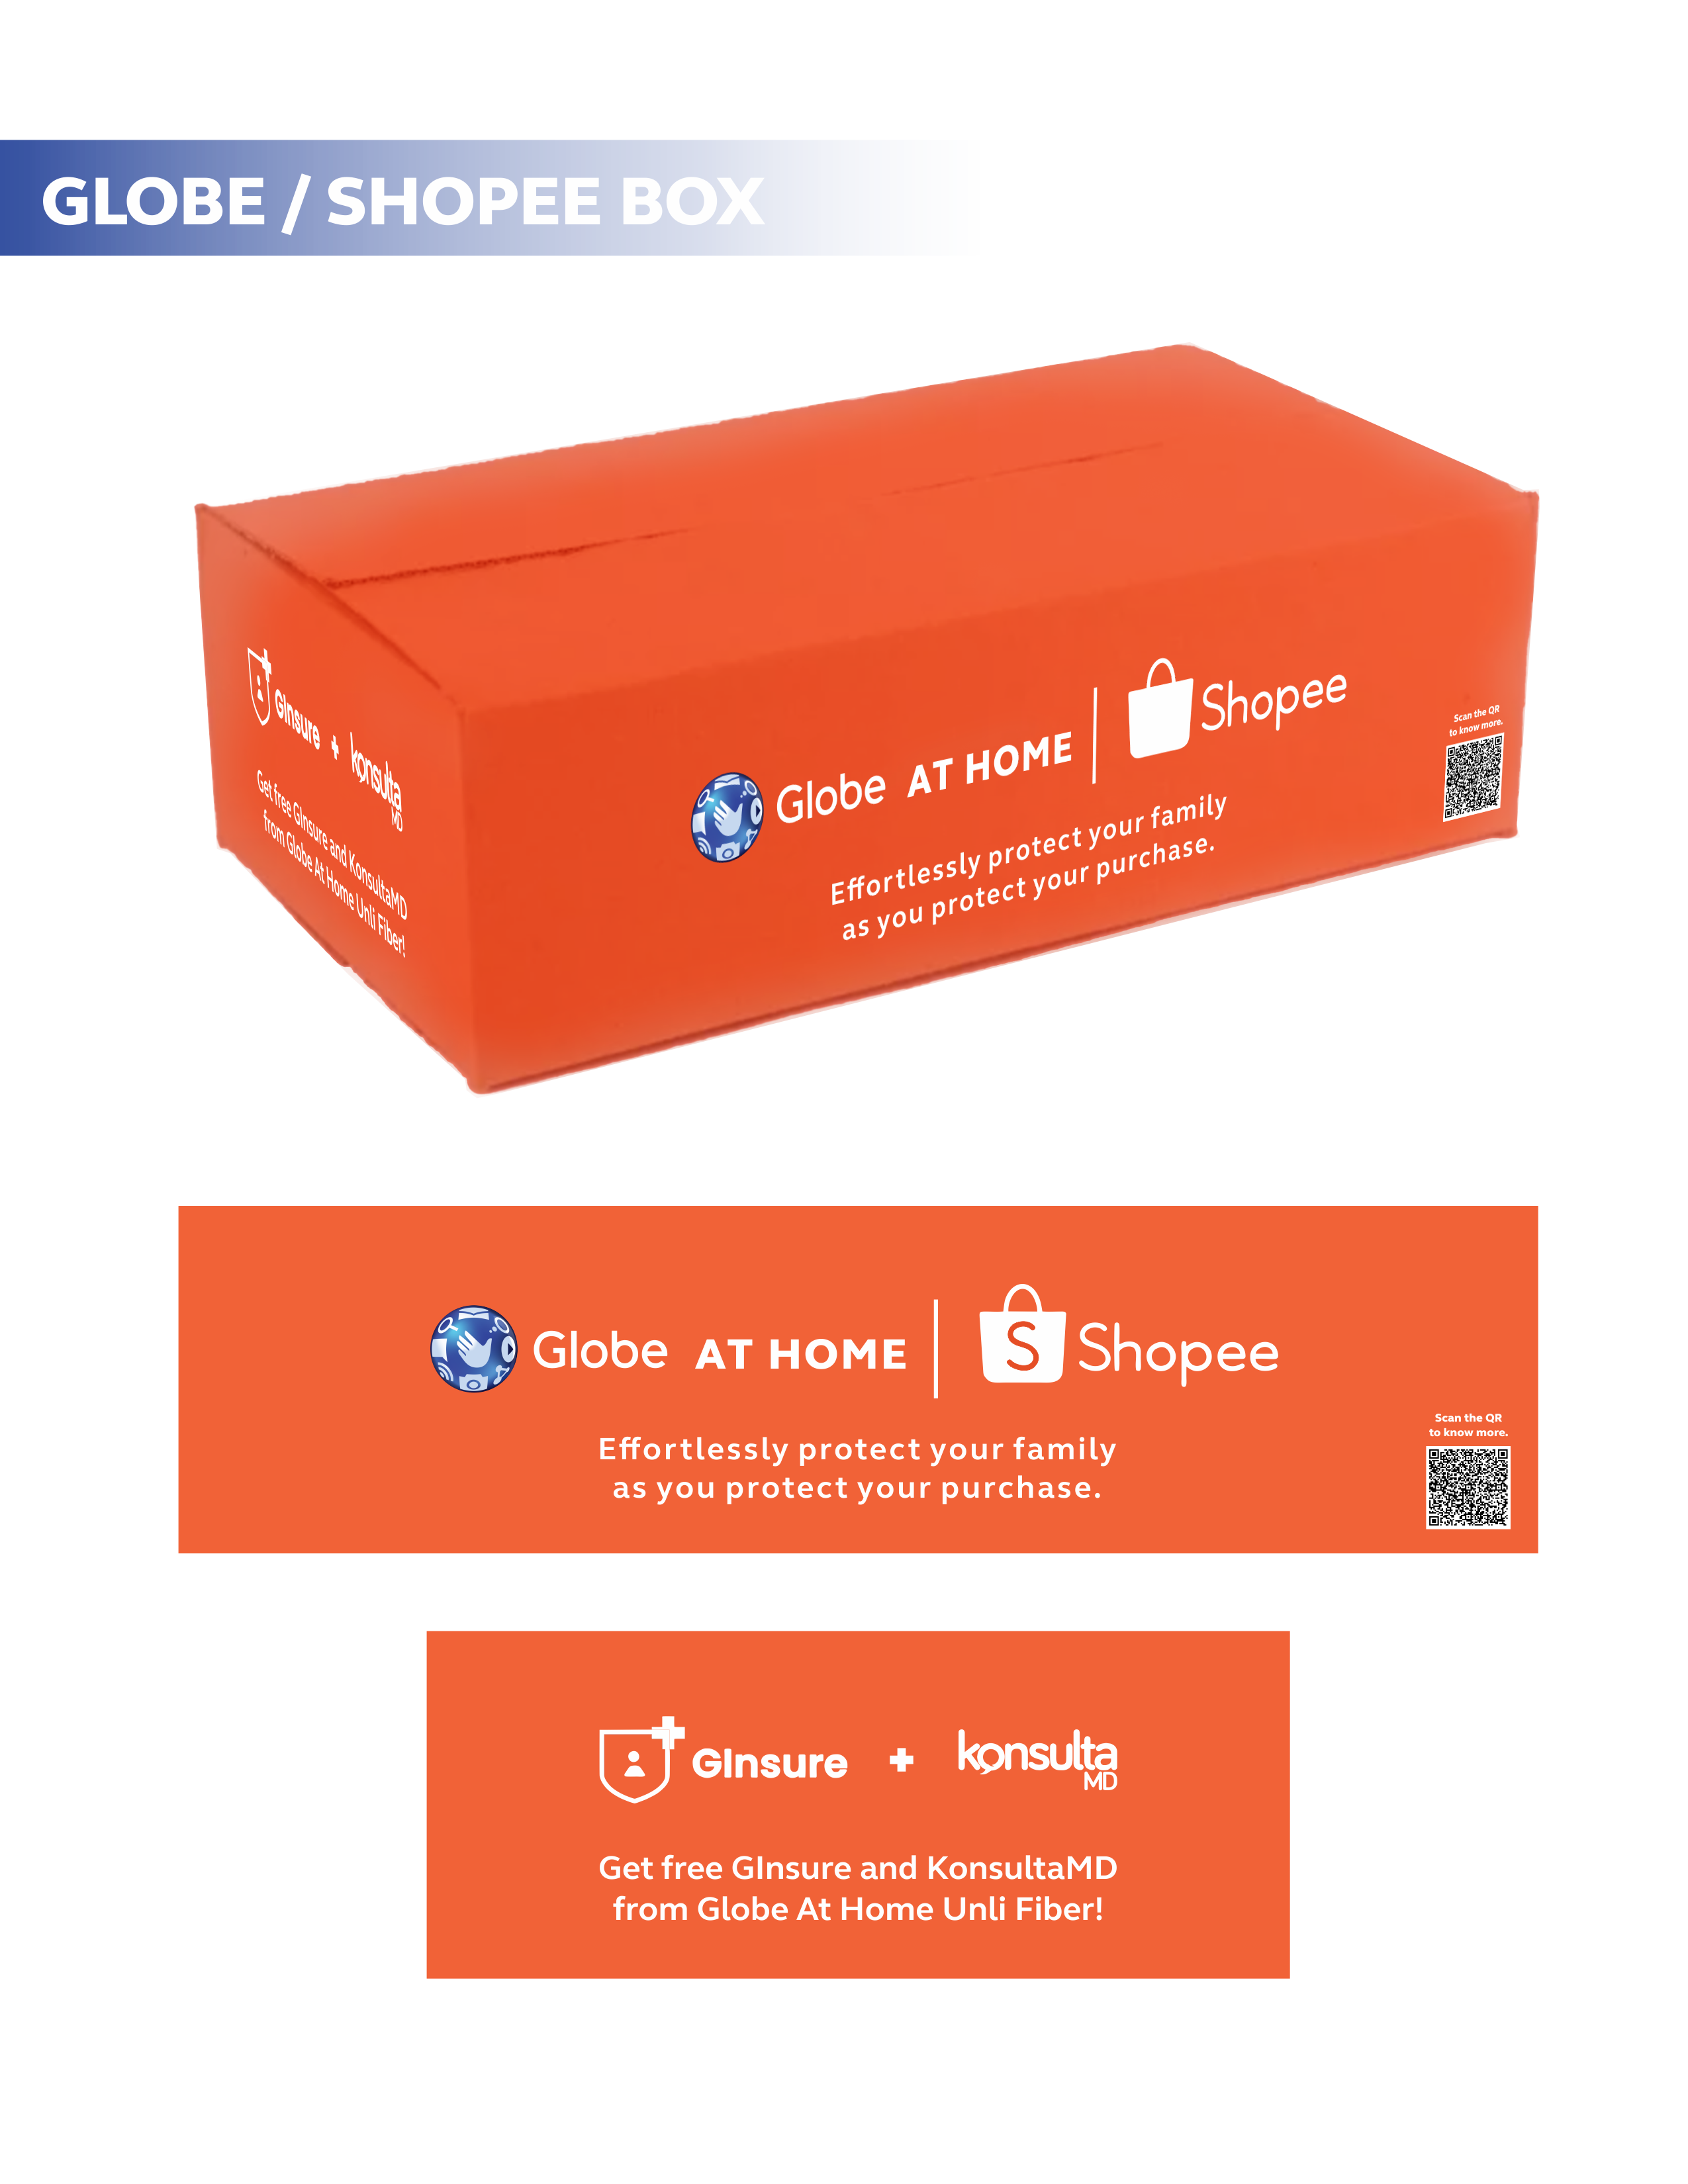 GLOBE / SHOPEE BOX
GInsure + konsulta MD
Get free GInsure and KonsultaMD
from Globe At Home Unli Fiber!
Globe AT HOME | Shopee
Effortlessly protect your family
as you protect your purchase.
Scan the QR
to know more.
Globe AT HOME | S Shopee
Effortlessly protect your family
as you protect your purchase.
Scan the QR
to know more.
GInsure + konsulta
MD
Get free GInsure and KonsultaMD
from Globe At Home Unli Fiber!